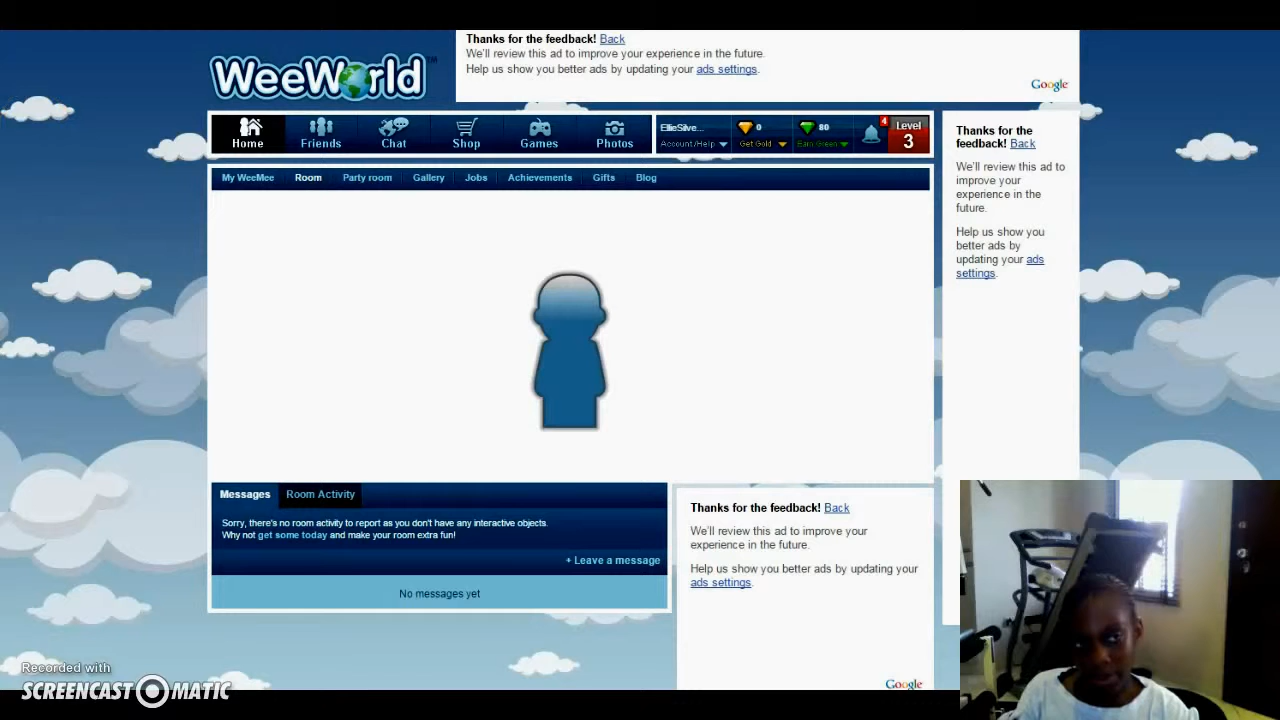 Thanks for the feedback! Back
We'll review this ad to improve your experience in the future.
Help us show you better ads by updating your ads settings.
Google
WeeWorld
Home
Friends
Chat
Shop
Games
Photos
EllieSilve...
Account/Help
0
Get Gold
80
Earn Green
4
Level
3
My WeeMee
Room
Party room
Gallery
Jobs
Achievements
Gifts
Blog
Thanks for the
feedback! Back
We'll review this ad to
improve your
experience in the
future.
Help us show you
better ads by
updating your ads
settings.
Messages
Room Activity
Sorry, there's no room activity to report as you don't have any interactive objects.
Why not get some today and make your room extra fun!
+ Leave a message
No messages yet
Thanks for the feedback! Back
We'll review this ad to improve your
experience in the future.
Help us show you better ads by updating your
ads settings.
Google
Recorded with
SCREENCAST-O-MATIC